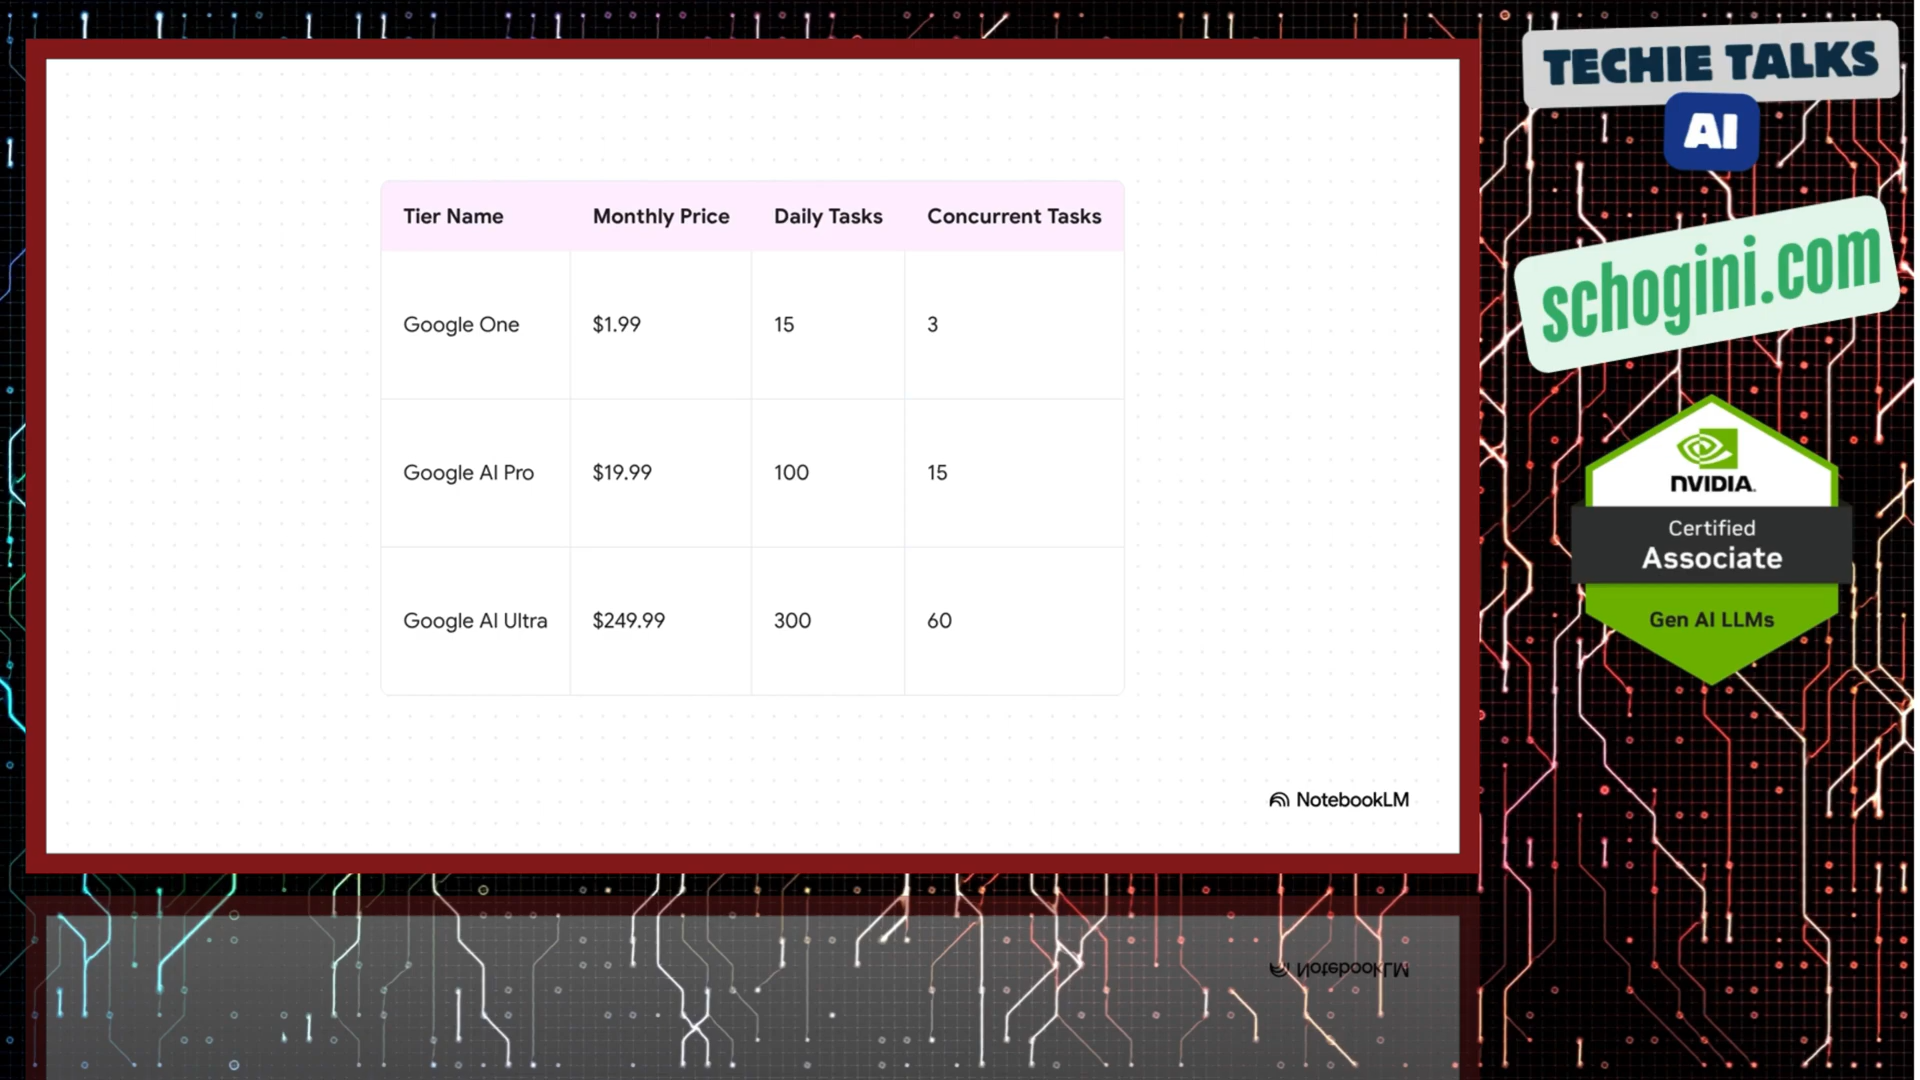 Tier Name Monthly Price Daily Tasks Concurrent Tasks
Google One $1.99 15 3
Google AI Pro $19.99 100 15
Google AI Ultra $249.99 300 60
NotebookLM
TECHIE TALKS
AI
schogini.com
NVIDIA.
Certified
Associate
Gen AI LLMs
NotebookLM